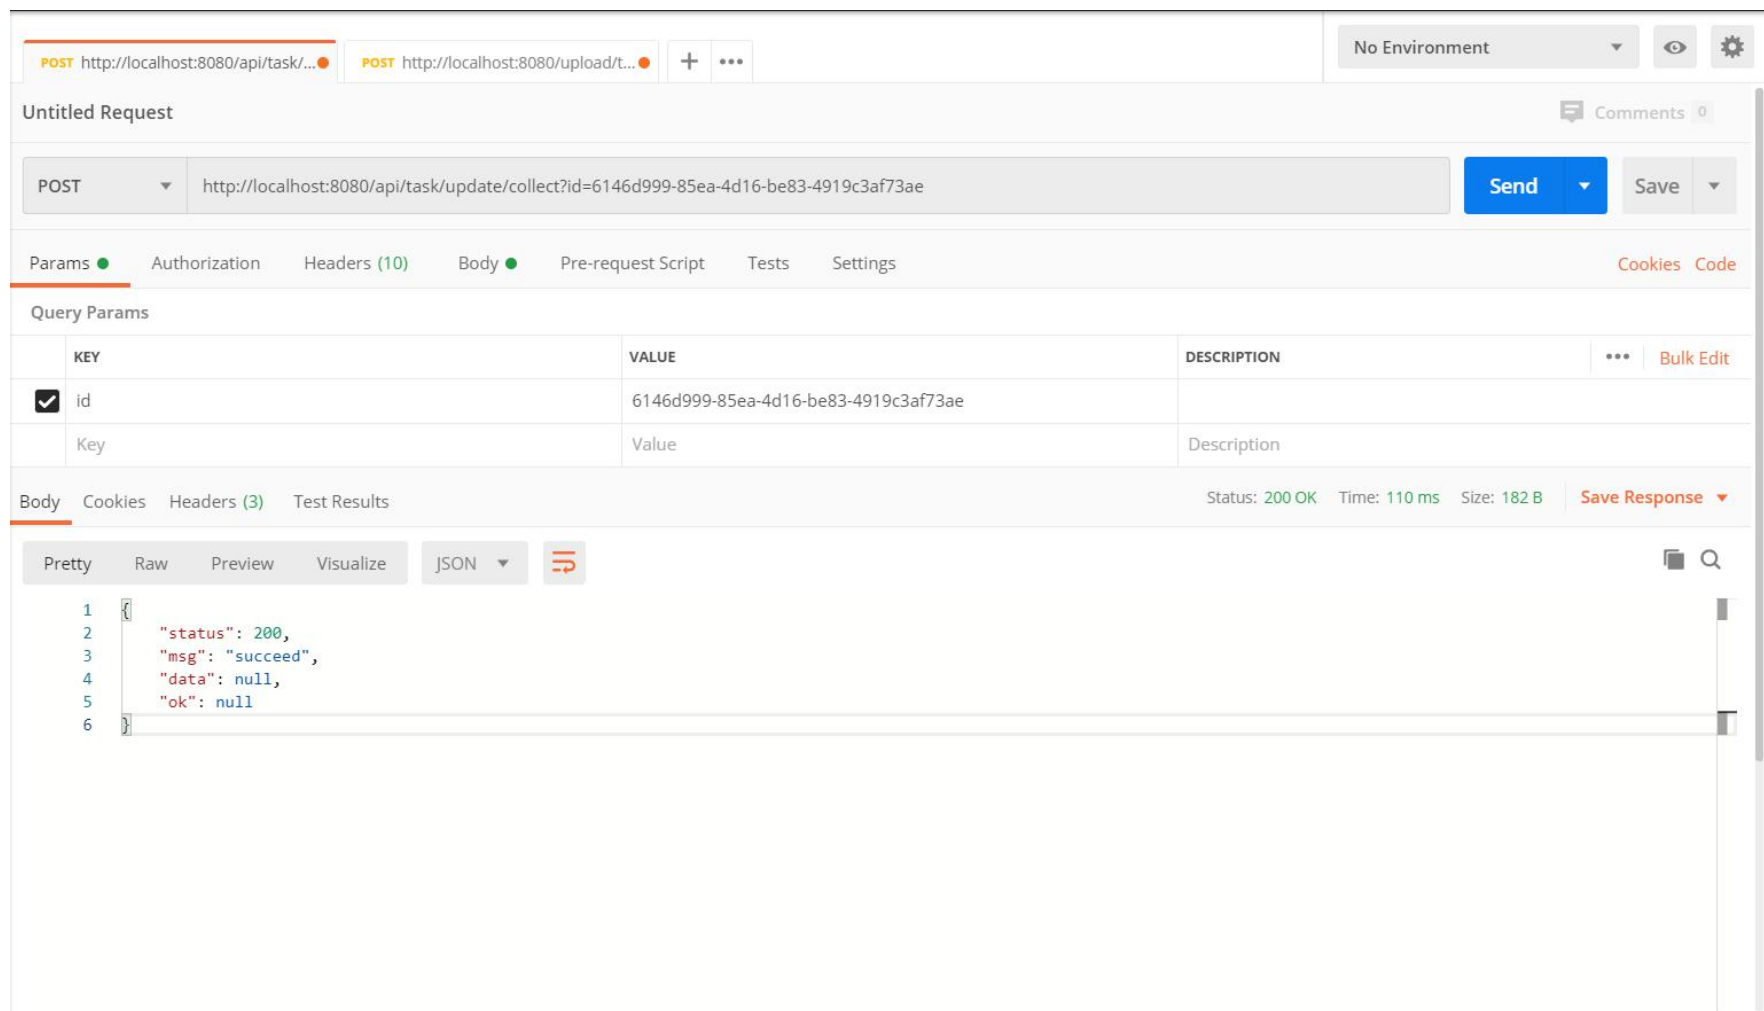 POST http://localhost:8080/api/task/... POST http://localhost:8080/upload/t... + ••• No Environment
Untitled Request Comments 0
POST http://localhost:8080/api/task/update/collect?id=6146d999-85ea-4d16-be83-4919c3af73ae Send Save
Params Authorization Headers (10) Body Pre-request Script Tests Settings Cookies Code
Query Params
KEY VALUE DESCRIPTION ••• Bulk Edit
id 6146d999-85ea-4d16-be83-4919c3af73ae
Key Value Description
Body Cookies Headers (3) Test Results Status: 200 OK Time: 110 ms Size: 182 B Save Response
Pretty Raw Preview Visualize JSON
1 {
2 "status": 200,
3 "msg": "succeed",
4 "data": null,
5 "ok": null
6 }